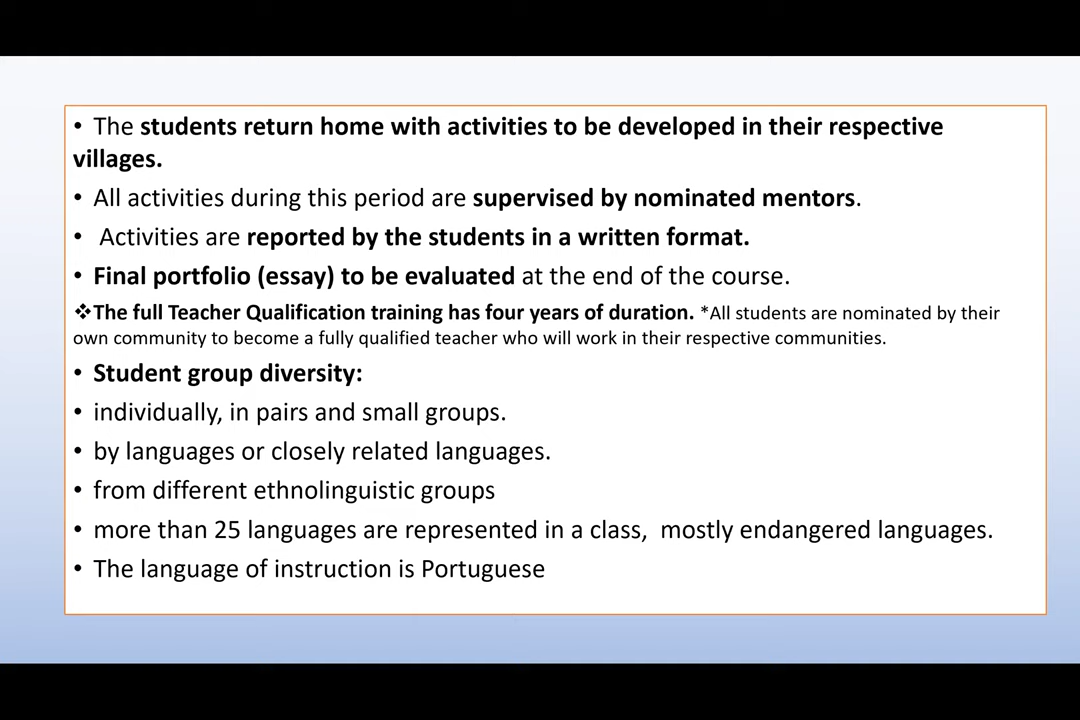 • The students return home with activities to be developed in their respective
villages.
• All activities during this period are supervised by nominated mentors.
• Activities are reported by the students in a written format.
• Final portfolio (essay) to be evaluated at the end of the course.
❖The full Teacher Qualification training has four years of duration. *All students are nominated by their
own community to become a fully qualified teacher who will work in their respective communities.
• Student group diversity:
• individually, in pairs and small groups.
• by languages or closely related languages.
• from different ethnolinguistic groups
• more than 25 languages are represented in a class, mostly endangered languages.
• The language of instruction is Portuguese